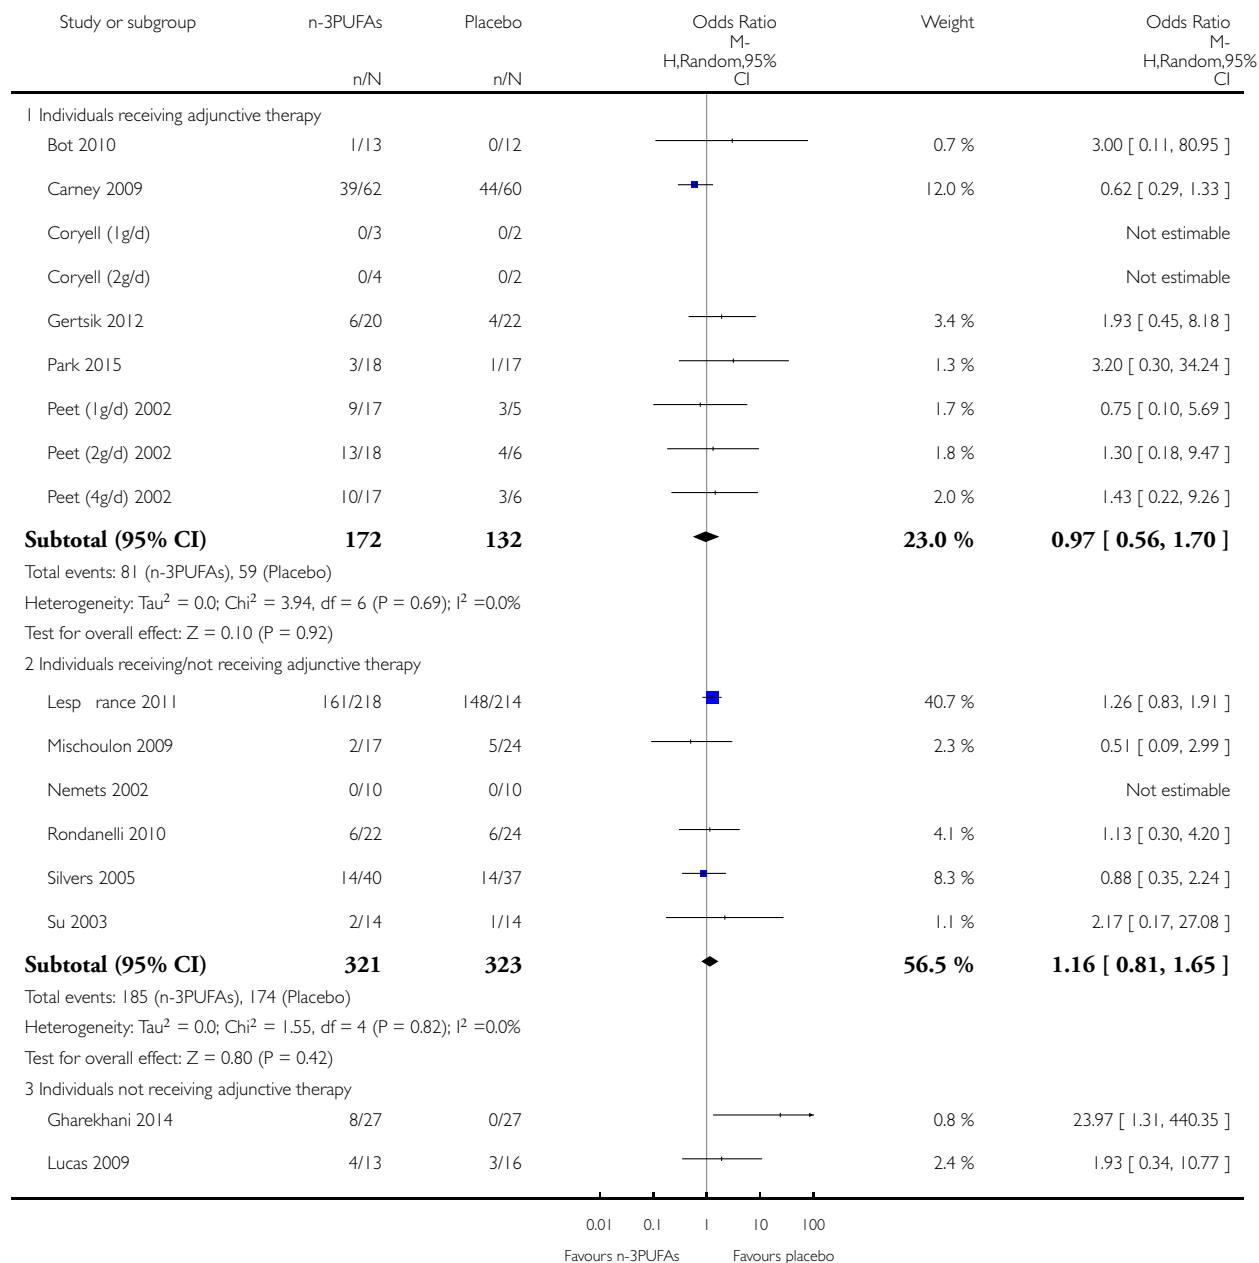 Study or subgroup n-3PUFAs Placebo Odds Ratio Weight Odds Ratio
M- M-
H,Random,95% H,Random,95%
n/N n/N CI CI
1 Individuals receiving adjunctive therapy
Bot 2010 1/13 0/12 0.7 % 3.00 [ 0.11, 80.95 ]
Carney 2009 39/62 44/60 12.0 % 0.62 [ 0.29, 1.33 ]
Coryell (1g/d) 0/3 0/2 Not estimable
Coryell (2g/d) 0/4 0/2 Not estimable
Gertsik 2012 6/20 4/22 3.4 % 1.93 [ 0.45, 8.18 ]
Park 2015 3/18 1/17 1.3 % 3.20 [ 0.30, 34.24 ]
Peet (1g/d) 2002 9/17 3/5 1.7 % 0.75 [ 0.10, 5.69 ]
Peet (2g/d) 2002 13/18 4/6 1.8 % 1.30 [ 0.18, 9.47 ]
Peet (4g/d) 2002 10/17 3/6 2.0 % 1.43 [ 0.22, 9.26 ]
Subtotal (95% CI) 172 132 23.0 % 0.97 [ 0.56, 1.70 ]
Total events: 81 (n-3PUFAs), 59 (Placebo)
Heterogeneity: Tau² = 0.0; Chi² = 3.94, df = 6 (P = 0.69); I² =0.0%
Test for overall effect: Z = 0.10 (P = 0.92)
2 Individuals receiving/not receiving adjunctive therapy
Lesp rance 2011 161/218 148/214 40.7 % 1.26 [ 0.83, 1.91 ]
Mischoulon 2009 2/17 5/24 2.3 % 0.51 [ 0.09, 2.99 ]
Nemets 2002 0/10 0/10 Not estimable
Rondanelli 2010 6/22 6/24 4.1 % 1.13 [ 0.30, 4.20 ]
Silvers 2005 14/40 14/37 8.3 % 0.88 [ 0.35, 2.24 ]
Su 2003 2/14 1/14 1.1 % 2.17 [ 0.17, 27.08 ]
Subtotal (95% CI) 321 323 56.5 % 1.16 [ 0.81, 1.65 ]
Total events: 185 (n-3PUFAs), 174 (Placebo)
Heterogeneity: Tau² = 0.0; Chi² = 1.55, df = 4 (P = 0.82); I² =0.0%
Test for overall effect: Z = 0.80 (P = 0.42)
3 Individuals not receiving adjunctive therapy
Gharekhani 2014 8/27 0/27 0.8 % 23.97 [ 1.31, 440.35 ]
Lucas 2009 4/13 3/16 2.4 % 1.93 [ 0.34, 10.77 ]
0.01 0.1 1 10 100
Favours n-3PUFAs Favours placebo